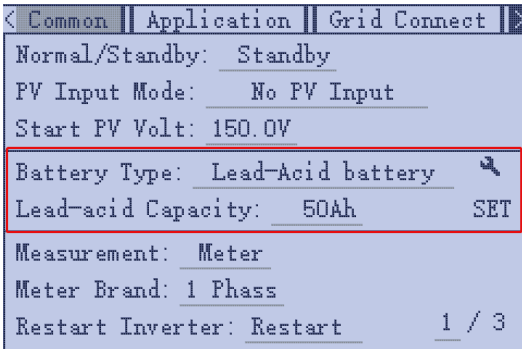 Common Application Grid Connect
Normal/Standby: Standby
PV Input Mode: No PV Input
Start PV Volt: 150.0V
Battery Type: Lead-Acid battery
Lead-acid Capacity: 50Ah SET
Measurement: Meter
Meter Brand: 1 Phass
Restart Inverter: Restart 1 / 3